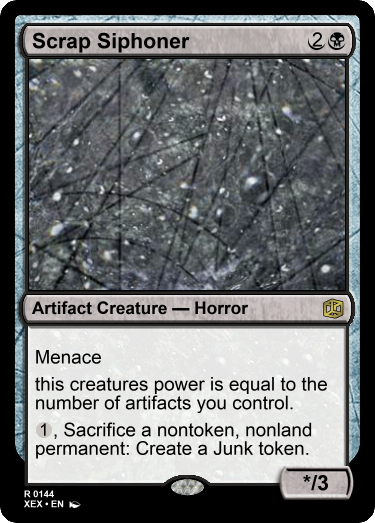 Scrap Siphoner 2
Artifact Creature — Horror
Menace
this creatures power is equal to the
number of artifacts you control.
1, Sacrifice a nontoken, nonland
permanent: Create a Junk token.
*/3
R 0144
XEX • EN